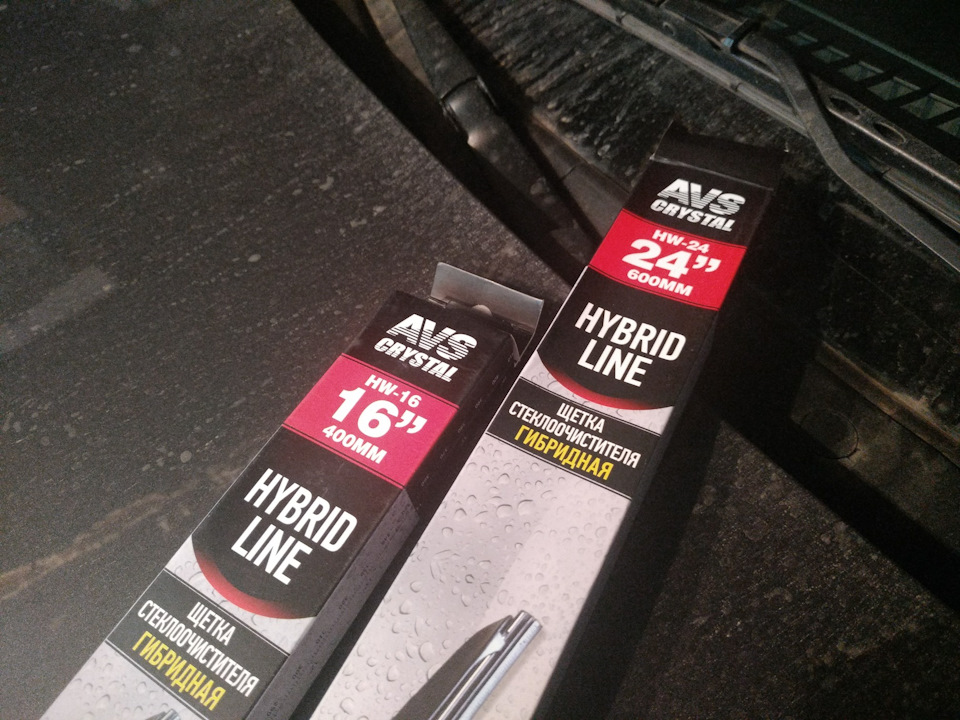 AVS
CRYSTAL
HW-16
16”
400MM
HYBRID
LINE
ЩЕТКА
СТЕКЛООЧИСТИТЕЛЯ
ГИБРИДНАЯ
AVS
CRYSTAL
HW-24
24”
600MM
HYBRID
LINE
ЩЕТКА
СТЕКЛООЧИСТИТЕЛЯ
ГИБРИДНАЯ